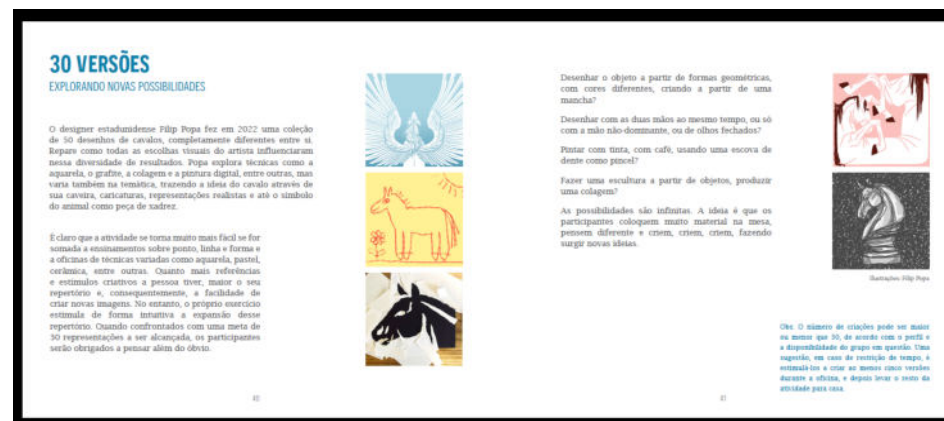 30 VERSÕES
EXPLORANDO NOVAS POSSIBILIDADES
O designer estadunidense Filip Popa fez em 2022 uma coleção
de 50 desenhos de cavalos, completamente diferentes entre si.
Repare como todas as escolhas visuais do artista influenciaram
nessa diversidade de resultados. Popa explora técnicas como a
aquarela, o grafite, a colagem e a pintura digital, entre outras, mas
varia também na temática, trazendo a ideia do cavalo através de
sua caveira, caricaturas, representações realistas e até o símbolo
do animal como peça de xadrez.
É claro que a atividade se torna muito mais fácil se for
somada a ensinamentos sobre ponto, linha e forma e
a oficinas de técnicas variadas como aquarela, pastel,
cerâmica, entre outras. Quanto mais referências
e estímulos criativos a pessoa tiver, maior o seu
repertório e, consequentemente, a facilidade de
criar novas imagens. No entanto, o próprio exercício
estimula de forma intuitiva a expansão desse
repertório. Quando confrontados com uma meta de
30 representações a ser alcançada, os participantes
serão obrigados a pensar além do óbvio.
Desenhar o objeto a partir de formas geométricas,
com cores diferentes, criando a partir de uma
mancha?
Desenhar com as duas mãos ao mesmo tempo, ou só
com a mão não-dominante, ou de olhos fechados?
Pintar com tinta, com café, usando uma escova de
dente como pincel?
Fazer uma escultura a partir de objetos, produzir
uma colagem?
As possibilidades são infinitas. A ideia é que os
participantes coloquem muito material na mesa,
pensem diferente e criem, criem, criem, fazendo
surgir novas ideias.
Ilustrações: Filip Popa
Obs: O número de criações pode ser maior
ou menor que 30, de acordo com o perfil e
a disponibilidade do grupo em questão. Uma
sugestão, em caso de restrição de tempo, é
estimulá-los a criar ao menos cinco versões
durante a oficina, e depois levar o resto da
atividade para casa.